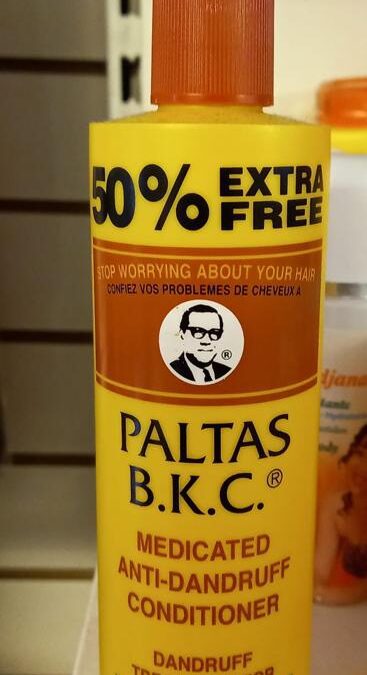 50% EXTRA
FREE
STOP WORRYING ABOUT YOUR HAIR
CONFIEZ VOS PROBLEMES DE CHEVEUX A
®
PALTAS
B.K.C.®
MEDICATED
ANTI-DANDRUFF
CONDITIONER
DANDRUFF